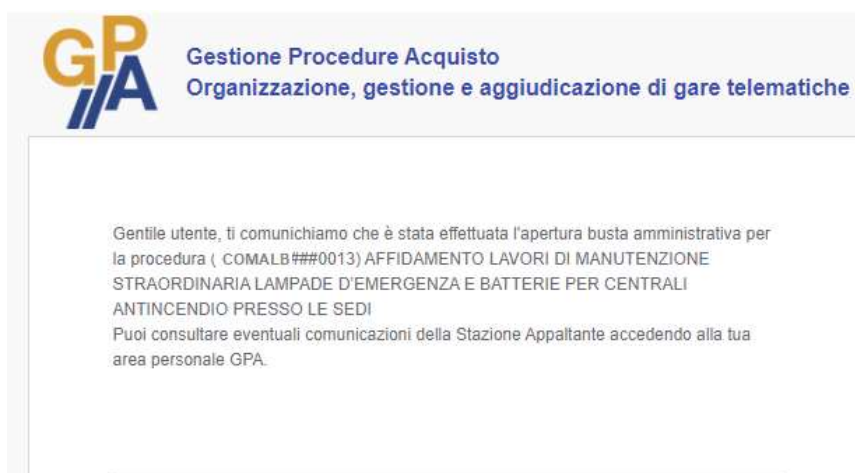 GPA
Gestione Procedure Acquisto
Organizzazione, gestione e aggiudicazione di gare telematiche
Gentile utente, ti comunichiamo che è stata effettuata l'apertura busta amministrativa per
la procedura ( COMALB###0013) AFFIDAMENTO LAVORI DI MANUTENZIONE
STRAORDINARIA LAMPADE D'EMERGENZA E BATTERIE PER CENTRALI
ANTINCENDIO PRESSO LE SEDI
Puoi consultare eventuali comunicazioni della Stazione Appaltante accedendo alla tua
area personale GPA.